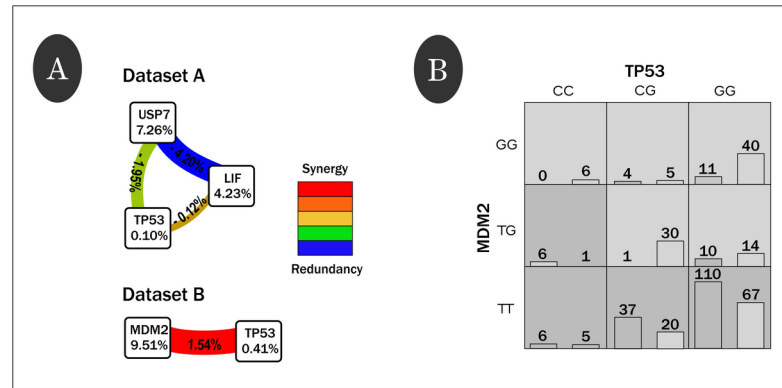 A
Dataset A
USP7
7.26%
- 4.20%
- 1.95%
LIF
4.23%
- 0.12%
TP53
0.10%
Synergy
Redundancy
Dataset B
MDM2
9.51%
1.54%
TP53
0.41%
B
TP53
CC CG GG
MDM2
GG
0 6 4 5 11 40
TG
6 1 1 30 10 14
TT
6 5 37 20 110 67